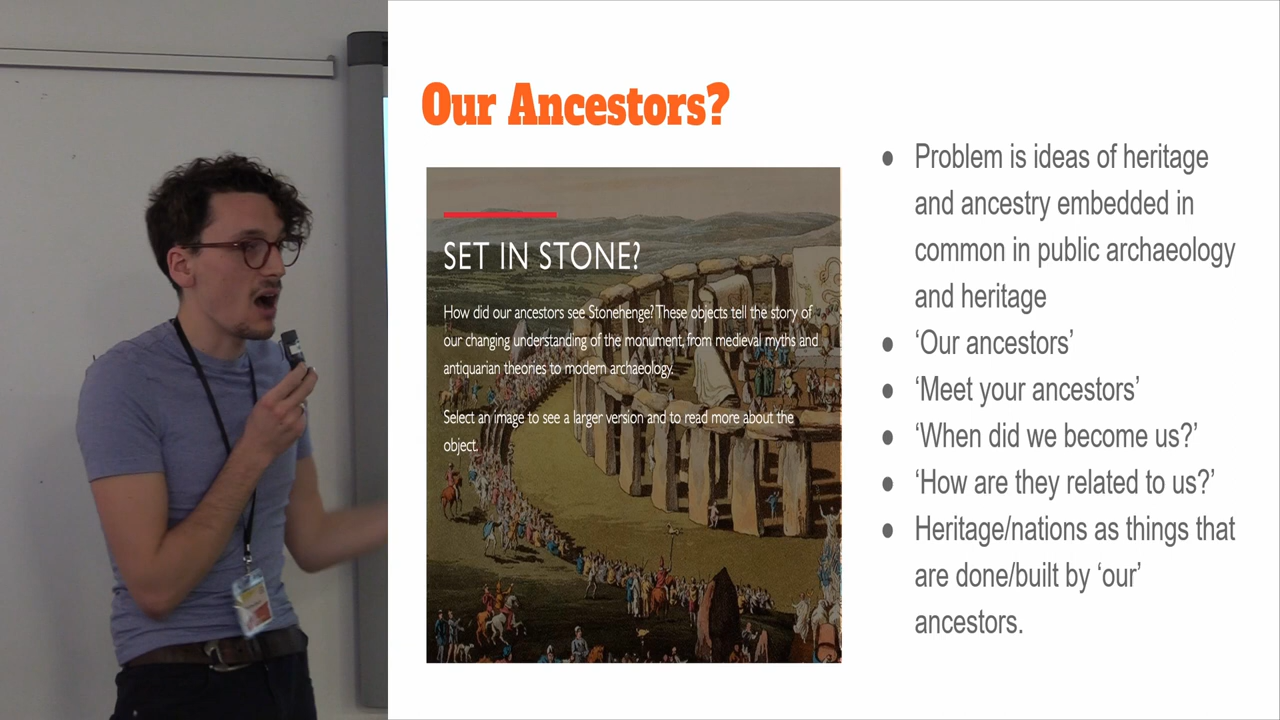 Our Ancestors?
SET IN STONE?
How did our ancestors see Stonehenge? These objects tell the story of
our changing understanding of the monument, from medieval myths and
antiquarian theories to modern archaeology.
Select an image to see a larger version and to read more about the
object.
● Problem is ideas of heritage
and ancestry embedded in
common in public archaeology
and heritage
● ‘Our ancestors’
● ‘Meet your ancestors’
● ‘When did we become us?’
● ‘How are they related to us?’
● Heritage/nations as things that
are done/built by ‘our’
ancestors.